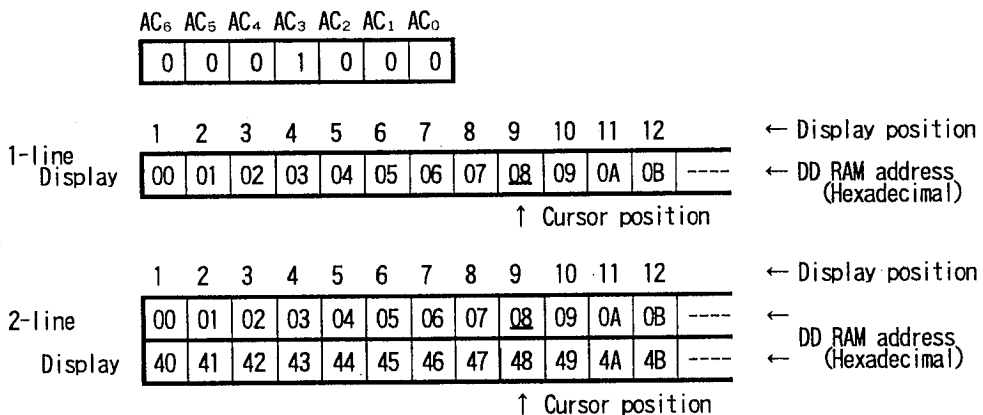 AC₆ AC₅ AC₄ AC₃ AC₂ AC₁ AC₀
0 0 0 1 0 0 0
1 2 3 4 5 6 7 8 9 10 11 12 ← Display position
1-line
Display 00 01 02 03 04 05 06 07 08 09 0A 0B ---- ← DD RAM address
(Hexadecimal)
↑ Cursor position
1 2 3 4 5 6 7 8 9 10 11 12 ← Display position
2-line 00 01 02 03 04 05 06 07 08 09 0A 0B ---- ←
DD RAM address
Display 40 41 42 43 44 45 46 47 48 49 4A 4B ---- ← (Hexadecimal)
↑ Cursor position